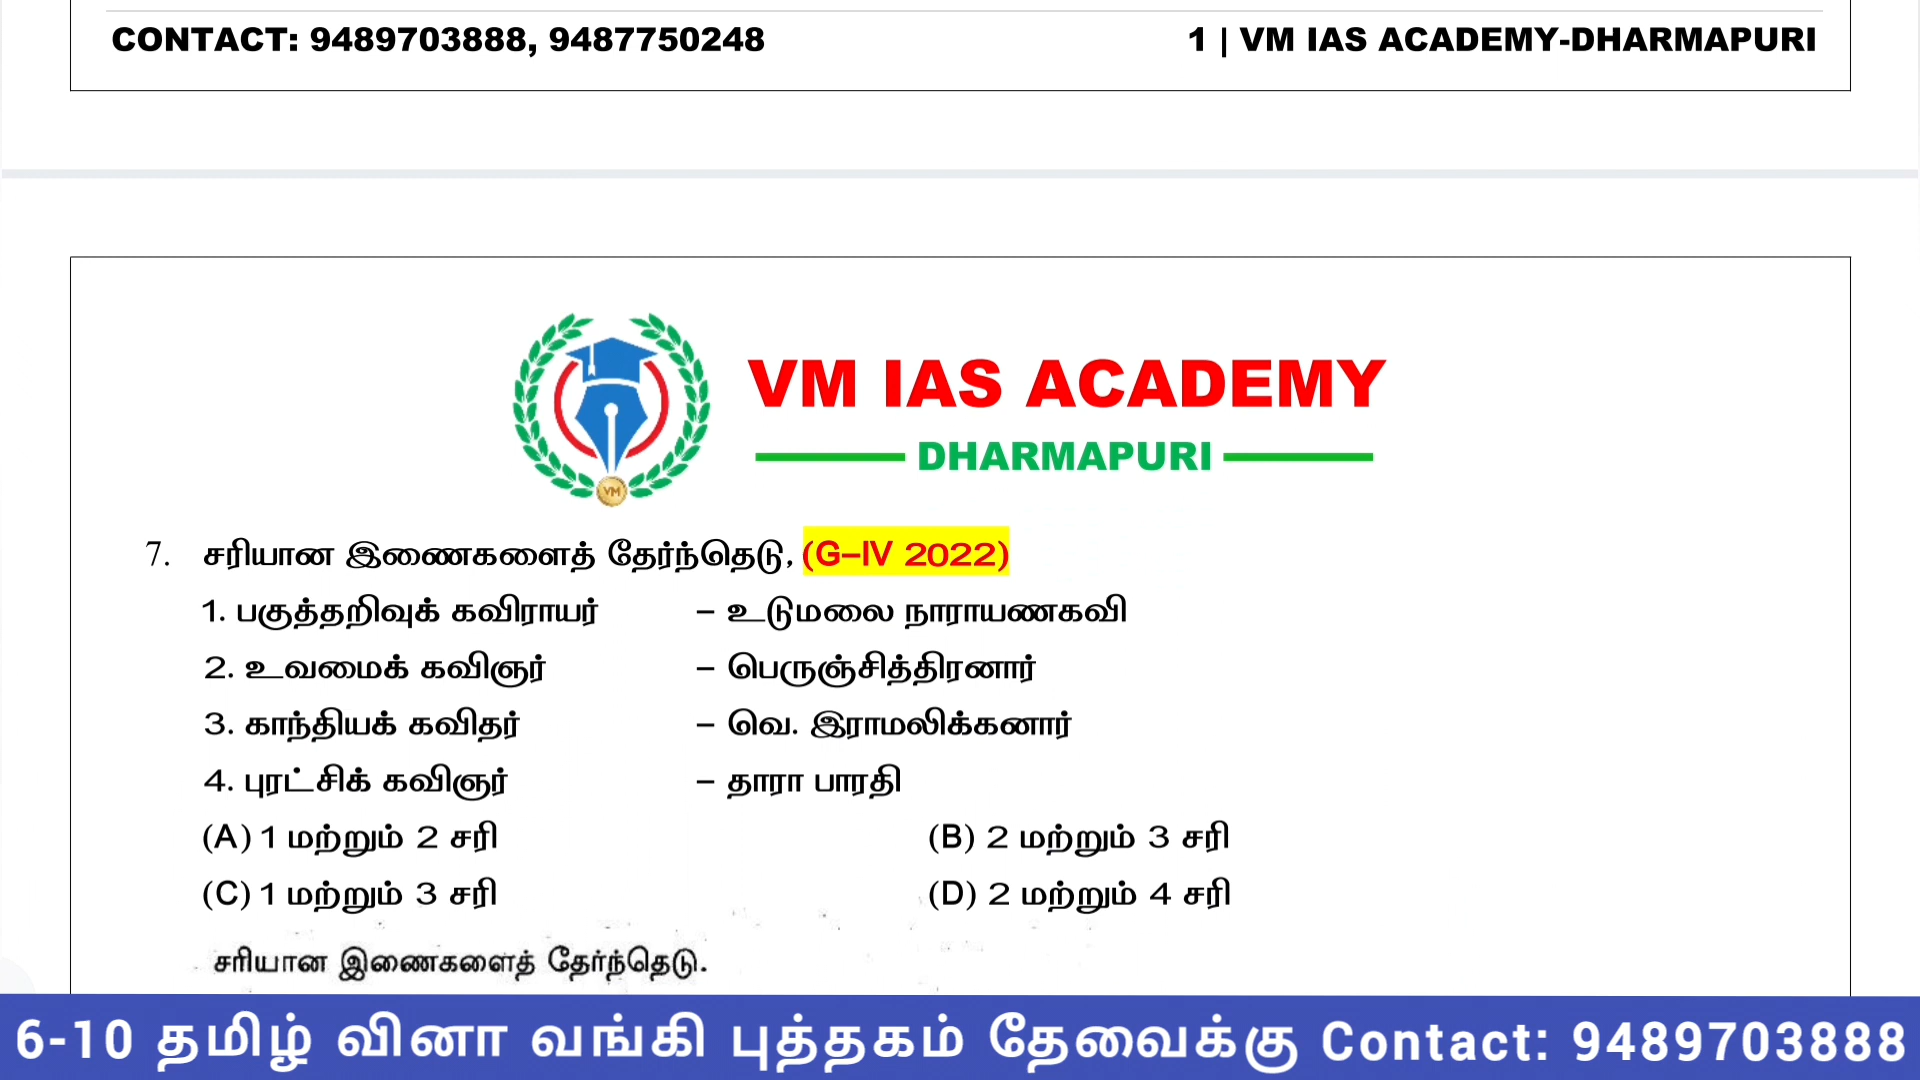 CONTACT: 9489703888, 9487750248 1 | VM IAS ACADEMY-DHARMAPURI
VM IAS ACADEMY
DHARMAPURI
VM
7. சரியான இணைகளைத் தேர்ந்தெடு, (G–IV 2022)
1. பகுத்தறிவுக் கவிராயர் – உடுமலை நாராயணகவி
2. உவமைக் கவிஞர் – பெருஞ்சித்திரனார்
3. காந்தியக் கவிதர் – வெ. இராமலிக்கனார்
4. புரட்சிக் கவிஞர் – தாரா பாரதி
(A) 1 மற்றும் 2 சரி (B) 2 மற்றும் 3 சரி
(C) 1 மற்றும் 3 சரி (D) 2 மற்றும் 4 சரி
சரியான இணைகளைத் தேர்ந்தெடு.
6-10 தமிழ் வினா வங்கி புத்தகம் தேவைக்கு Contact: 9489703888